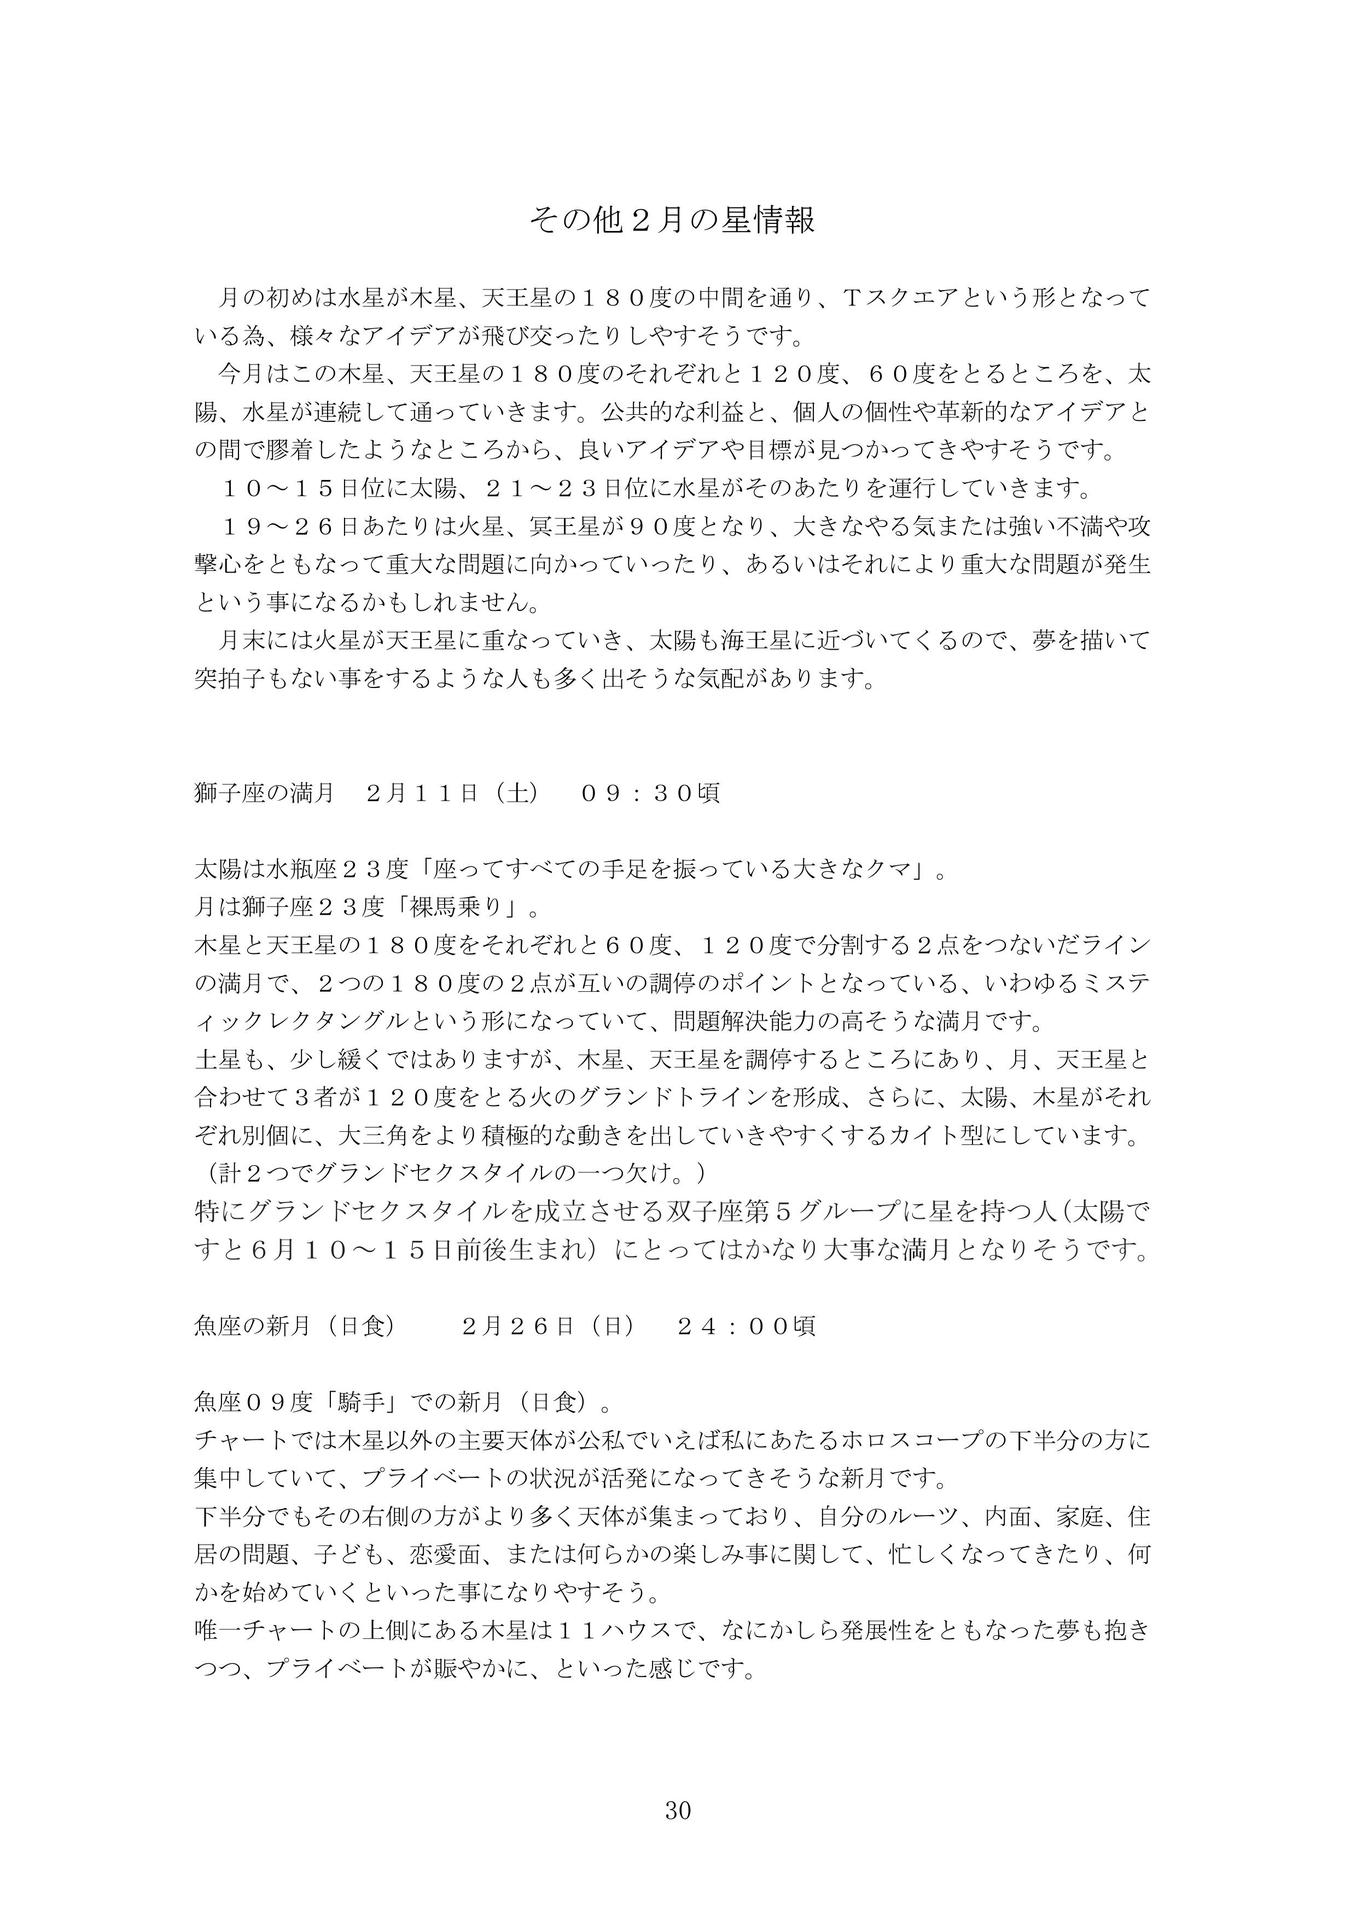 その他２月の星情報
　月の初めは水星が木星、天王星の１８０度の中間を通り、Ｔスクエアという形となって
いる為、様々なアイデアが飛び交ったりしやすそうです。
　今月はこの木星、天王星の１８０度のそれぞれと１２０度、６０度をとるところを、太
陽、水星が連続して通っていきます。公共的な利益と、個人の個性や革新的なアイデアと
の間で膠着したようなところから、良いアイデアや目標が見つかってきやすそうです。
　１０～１５日位に太陽、２１～２３日位に水星がそのあたりを運行していきます。
　１９～２６日あたりは火星、冥王星が９０度となり、大きなやる気または強い不満や攻
撃心をともなって重大な問題に向かっていったり、あるいはそれにより重大な問題が発生
という事になるかもしれません。
　月末には火星が天王星に重なっていき、太陽も海王星に近づいてくるので、夢を描いて
突拍子もない事をするような人も多く出そうな気配があります。
獅子座の満月　２月１１日（土）　０９：３０頃
太陽は水瓶座２３度「座ってすべての手足を振っている大きなクマ」。
月は獅子座２３度「裸馬乗り」。
木星と天王星の１８０度をそれぞれと６０度、１２０度で分割する２点をつないだライン
の満月で、２つの１８０度の２点が互いの調停のポイントとなっている、いわゆるミステ
ィックレクタングルという形になっていて、問題解決能力の高そうな満月です。
土星も、少し緩くではありますが、木星、天王星を調停するところにあり、月、天王星と
合わせて３者が１２０度をとる火のグランドトラインを形成、さらに、太陽、木星がそれ
ぞれ別個に、大三角をより積極的な動きを出していきやすくするカイト型にしています。
（計２つでグランドセクスタイルの一つ欠け。）
特にグランドセクスタイルを成立させる双子座第５グループに星を持つ人（太陽で
すと６月１０～１５日前後生まれ）にとってはかなり大事な満月となりそうです。
魚座の新月（日食）　　２月２６日（日）　２４：００頃
魚座０９度「騎手」での新月（日食）。
チャートでは木星以外の主要天体が公私でいえば私にあたるホロスコープの下半分の方に
集中していて、プライベートの状況が活発になってきそうな新月です。
下半分でもその右側の方がより多く天体が集まっており、自分のルーツ、内面、家庭、住
居の問題、子ども、恋愛面、または何らかの楽しみ事に関して、忙しくなってきたり、何
かを始めていくといった事になりやすそう。
唯一チャートの上側にある木星は１１ハウスで、なにかしら発展性をともなった夢も抱き
つつ、プライベートが賑やかに、といった感じです。
30